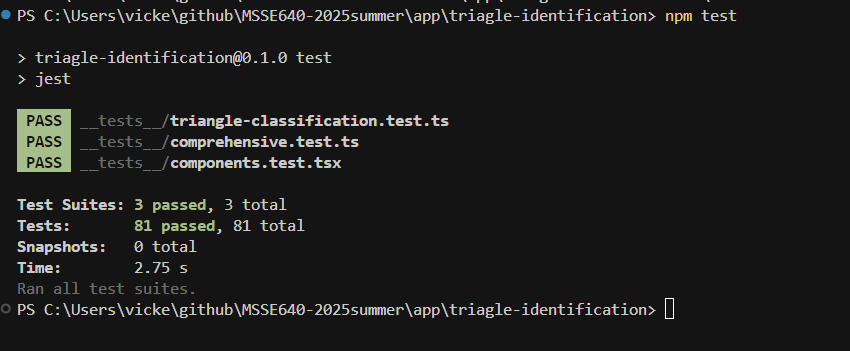 PS C:\Users\vicke\github\MSSE640-2025summer\app\triagle-identification> npm test
> triagle-identification@0.1.0 test
> jest
PASS __tests__/triangle-classification.test.ts
PASS __tests__/comprehensive.test.ts
PASS __tests__/components.test.tsx
Test Suites: 3 passed, 3 total
Tests: 81 passed, 81 total
Snapshots: 0 total
Time: 2.75 s
Ran all test suites.
PS C:\Users\vicke\github\MSSE640-2025summer\app\triagle-identification>